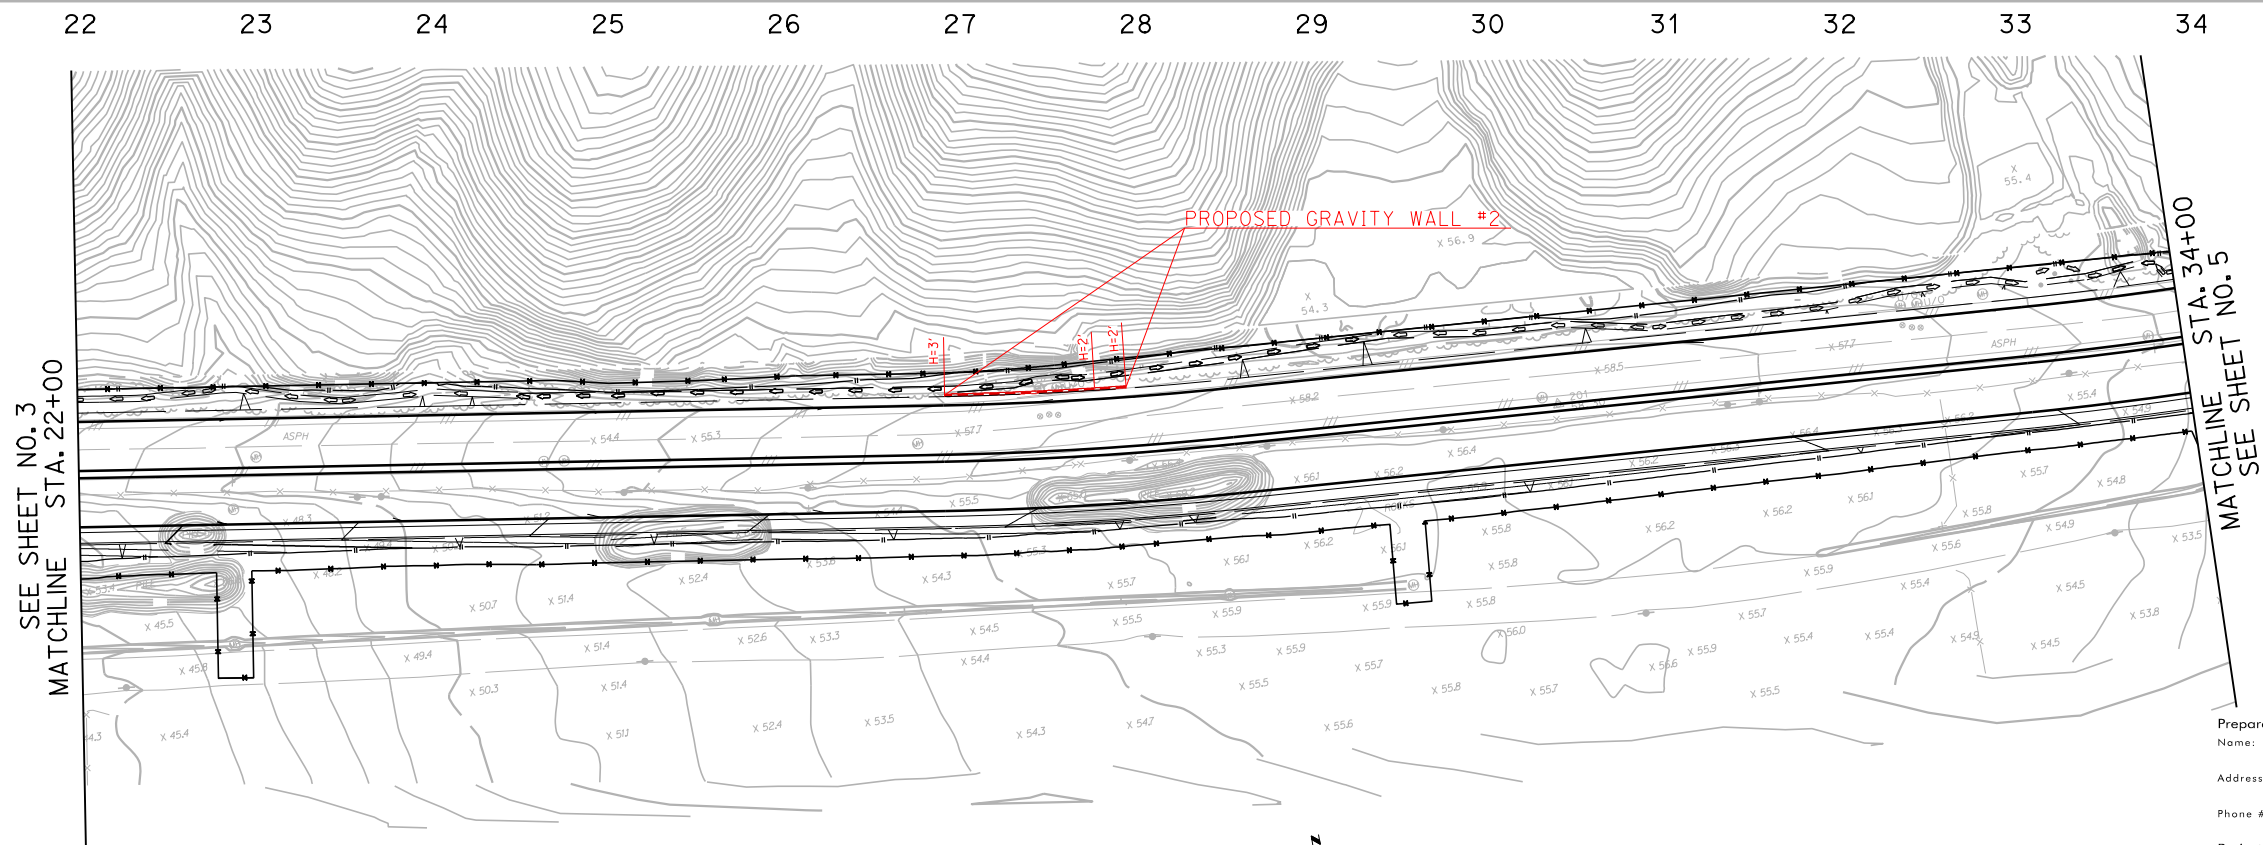 22 23 24 25 26 27 28 29 30 31 32 33 34
SEE SHEET NO. 3
MATCHLINE STA. 22+00
PROPOSED GRAVITY WALL #2
H=3'
H=2'
H=2'
MATCHLINE STA. 34+00
SEE SHEET NO. 5
X 56.9
X
54.3
X
55.4
ASPH
X 54.4
X 55.3
X 57.7
X 58.2
X 58.5
X 57.7
ASPH
201
X 55.5
X 56.1
X 56.2
X 56.4
X 56.2
X 55.4
X 52.4
X 54.3
X 55.7
X 56.1
X 56.2
X 55.8
X 56.2
X 56.2
X 56.1
X 55.7
X 54.8
X 45.5
X 50.7
X 51.4
X 55.8
X 55.9
X 55.8
X 55.6
X 54.9
X 53.5
X 45.8
X 49.4
X 51.4
X 52.6
X 53.3
X 54.5
X 55.5
X 55.9
X 55.9
X 55.8
X 55.4
X 54.5
X 53.8
X 50.3
X 51.4
X 54.4
X 55.3
X 55.9
X 55.7
X 56.0
X 55.7
X 55.4
X 55.4
X 54.9
X 54.5
X 45.4
X 51.1
X 52.4
X 53.5
X 54.3
X 54.7
X 55.5
X 55.6
X 55.8
X 55.7
X 56.6
X 55.9
X 55.5
Prepar
Name:
Address
Phone #